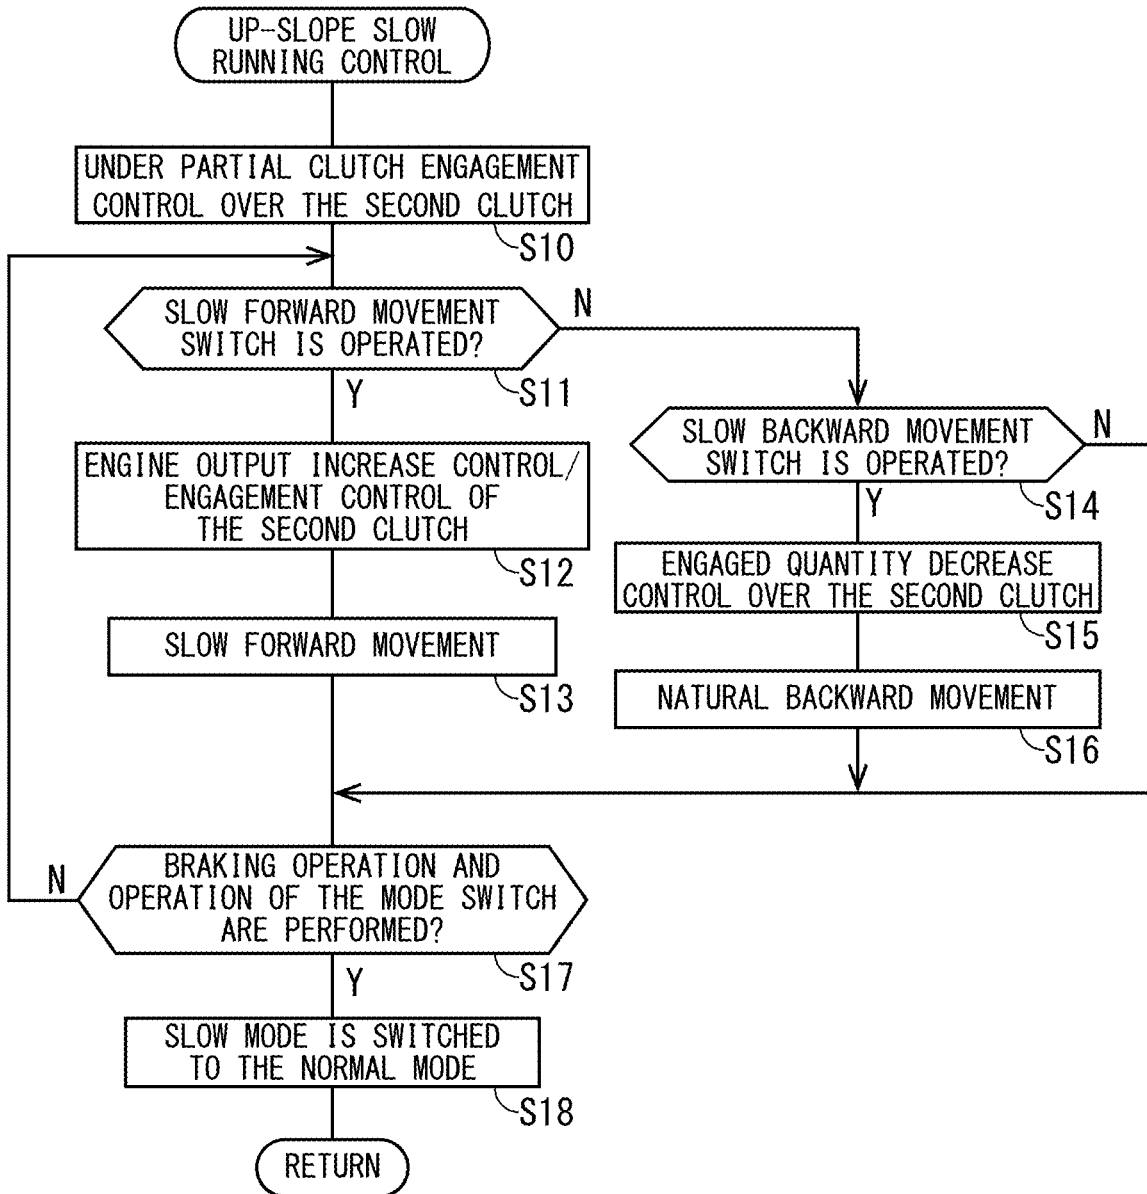 UP-SLOPE SLOW
RUNNING CONTROL
UNDER PARTIAL CLUTCH ENGAGEMENT
CONTROL OVER THE SECOND CLUTCH
S10
SLOW FORWARD MOVEMENT
SWITCH IS OPERATED?
N
S11
Y
SLOW BACKWARD MOVEMENT
SWITCH IS OPERATED?
N
S14
Y
ENGINE OUTPUT INCREASE CONTROL/
ENGAGEMENT CONTROL OF
THE SECOND CLUTCH
S12
ENGAGED QUANTITY DECREASE
CONTROL OVER THE SECOND CLUTCH
S15
SLOW FORWARD MOVEMENT
S13
NATURAL BACKWARD MOVEMENT
S16
BRAKING OPERATION AND
OPERATION OF THE MODE SWITCH
ARE PERFORMED?
N
S17
Y
SLOW MODE IS SWITCHED
TO THE NORMAL MODE
S18
RETURN